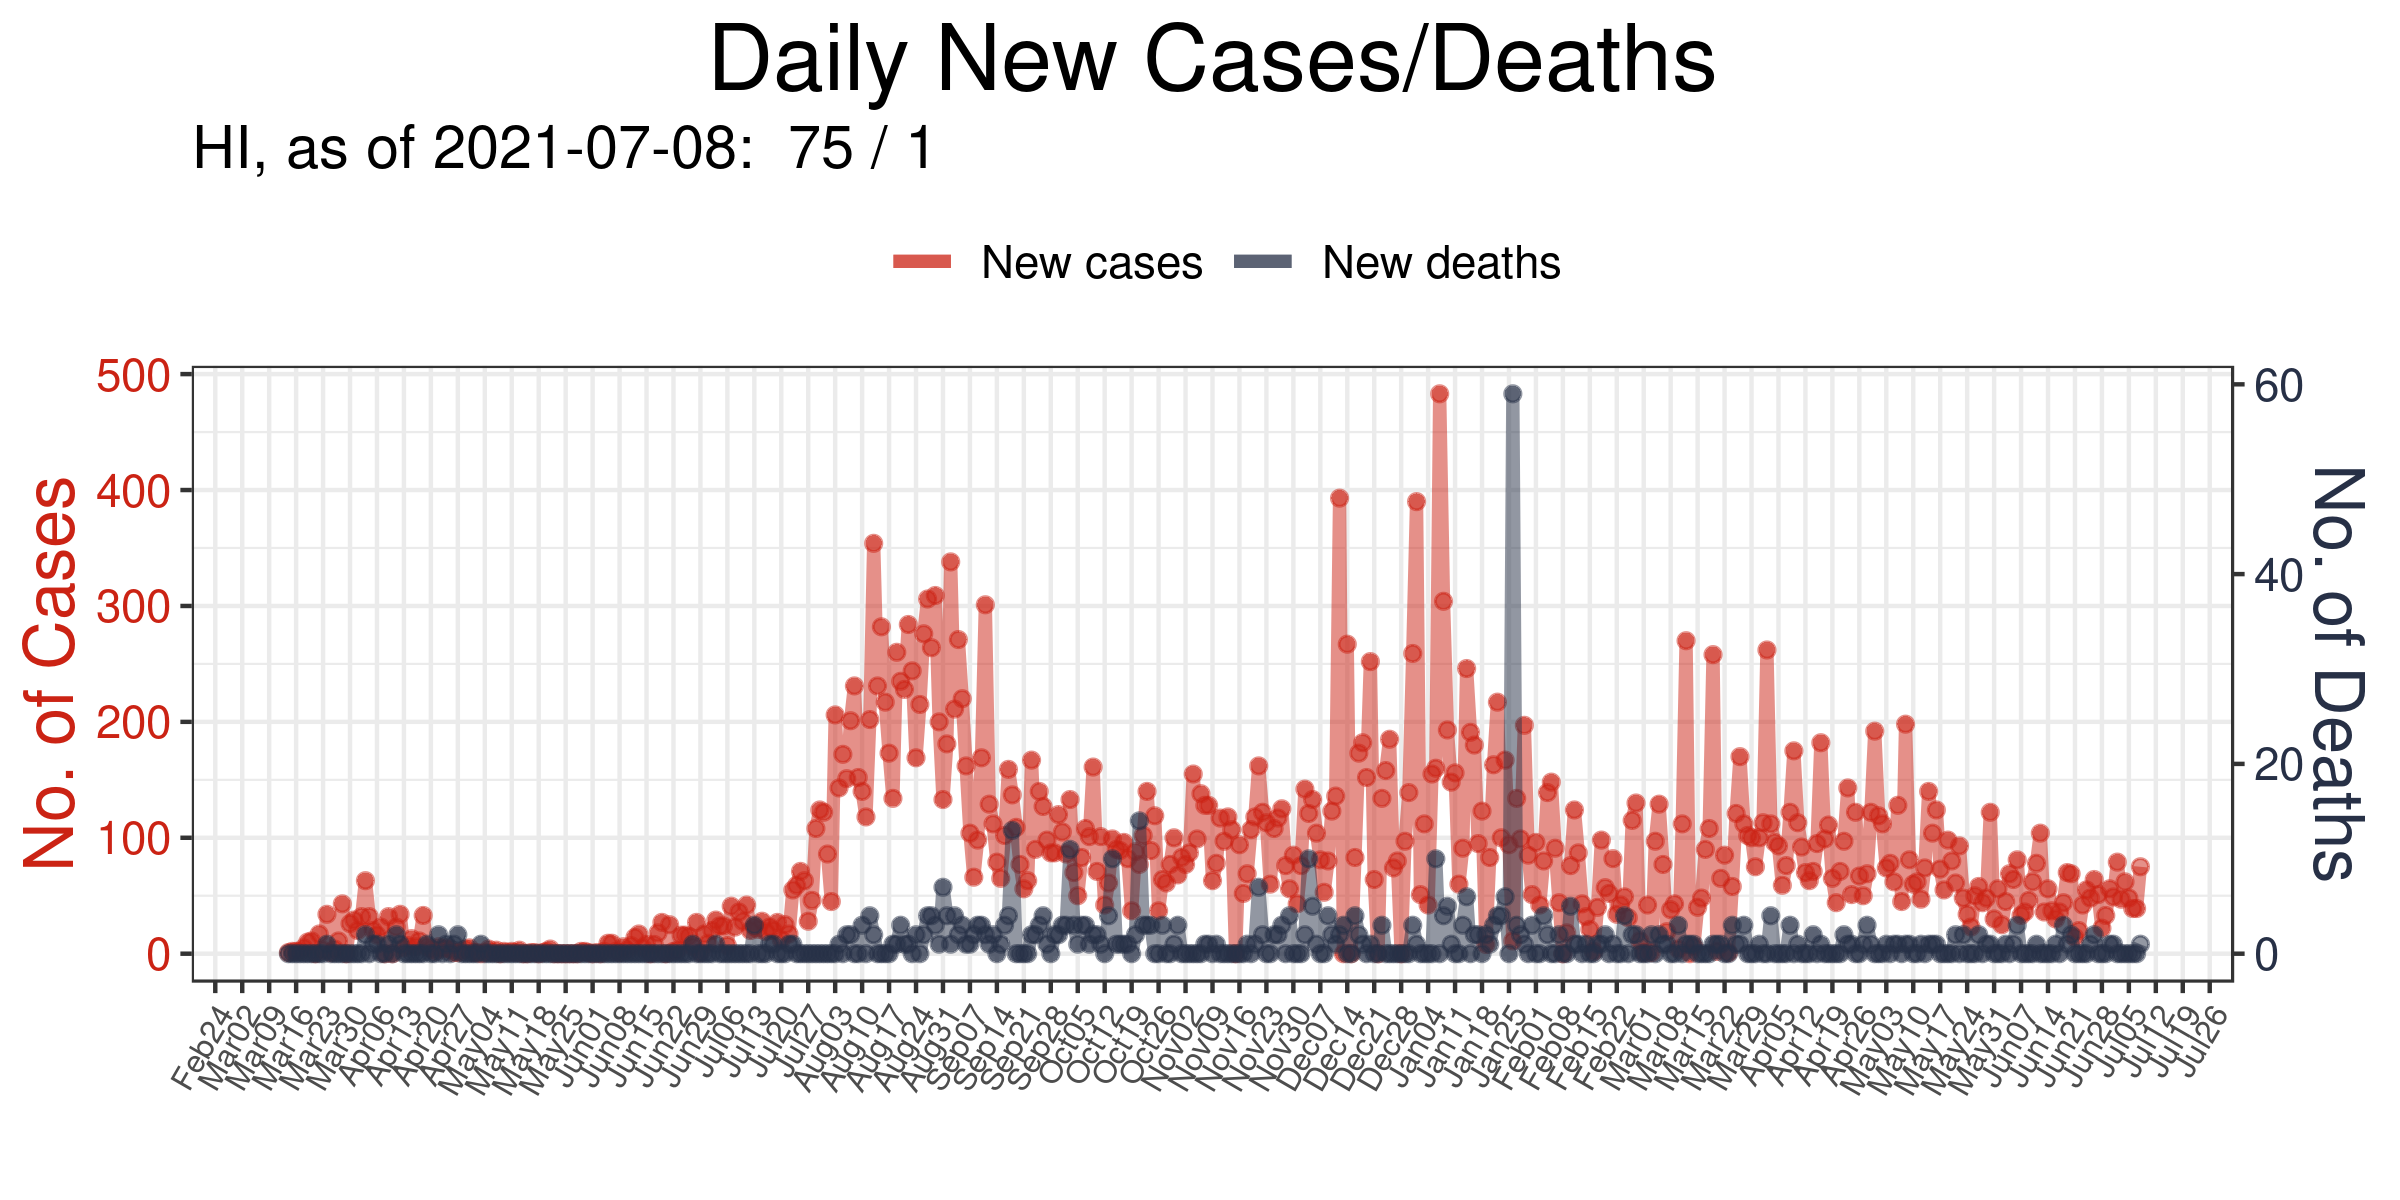 Daily New Cases/Deaths
HI, as of 2021-07-08:  75 / 1
New cases
New deaths
No. of Cases
500
400
300
200
100
0
60
40
20
0
No. of Deaths
Feb24
Mar02
Mar09
Mar16
Mar23
Mar30
Apr06
Apr13
Apr20
Apr27
May04
May11
May18
May25
Jun01
Jun08
Jun15
Jun22
Jun29
Jul06
Jul13
Jul20
Jul27
Aug03
Aug10
Aug17
Aug24
Aug31
Sep07
Sep14
Sep21
Sep28
Oct05
Oct12
Oct19
Oct26
Nov02
Nov09
Nov16
Nov23
Nov30
Dec07
Dec14
Dec21
Dec28
Jan04
Jan11
Jan18
Jan25
Feb01
Feb08
Feb15
Feb22
Mar01
Mar08
Mar15
Mar22
Mar29
Apr05
Apr12
Apr19
Apr26
May03
May10
May17
May24
May31
Jun07
Jun14
Jun21
Jun28
Jul05
Jul12
Jul19
Jul26